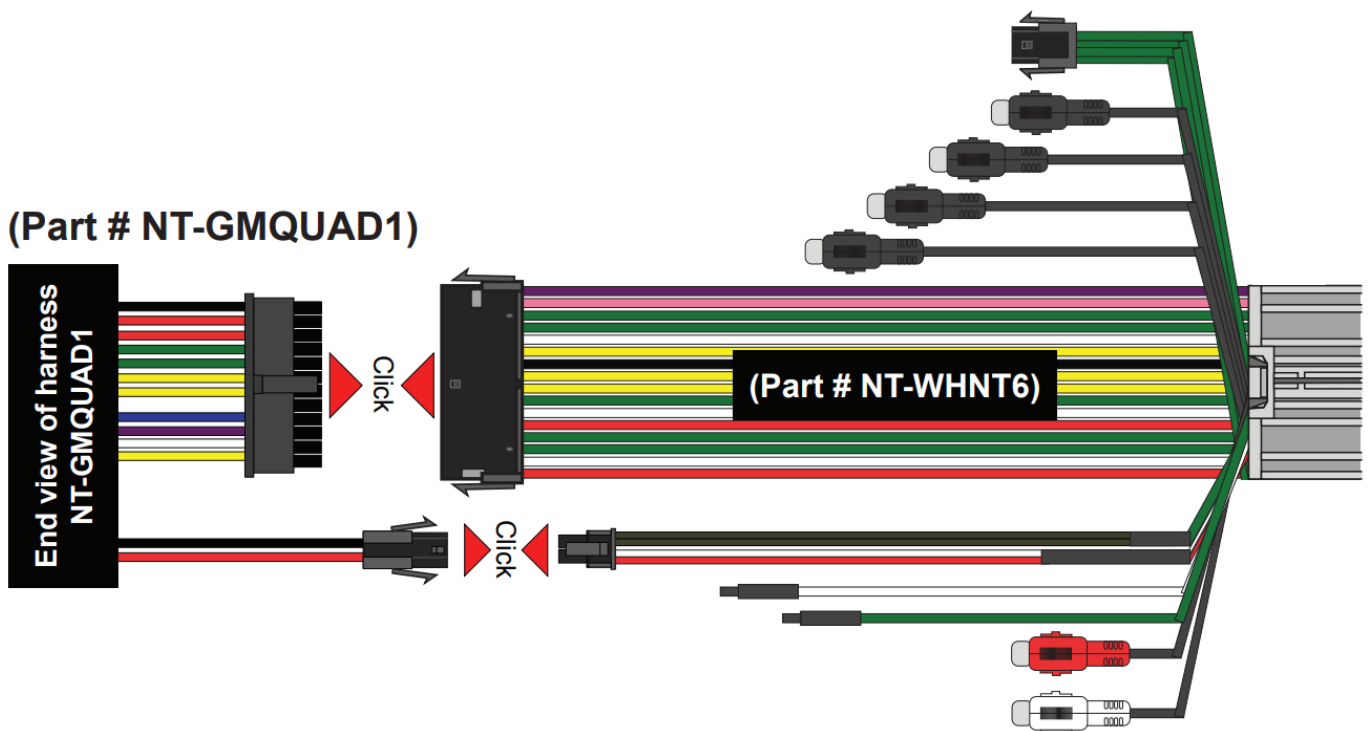 (Part # NT-GMQUAD1)
End view of harness
NT-GMQUAD1
Click
(Part # NT-WHNT6)
Click